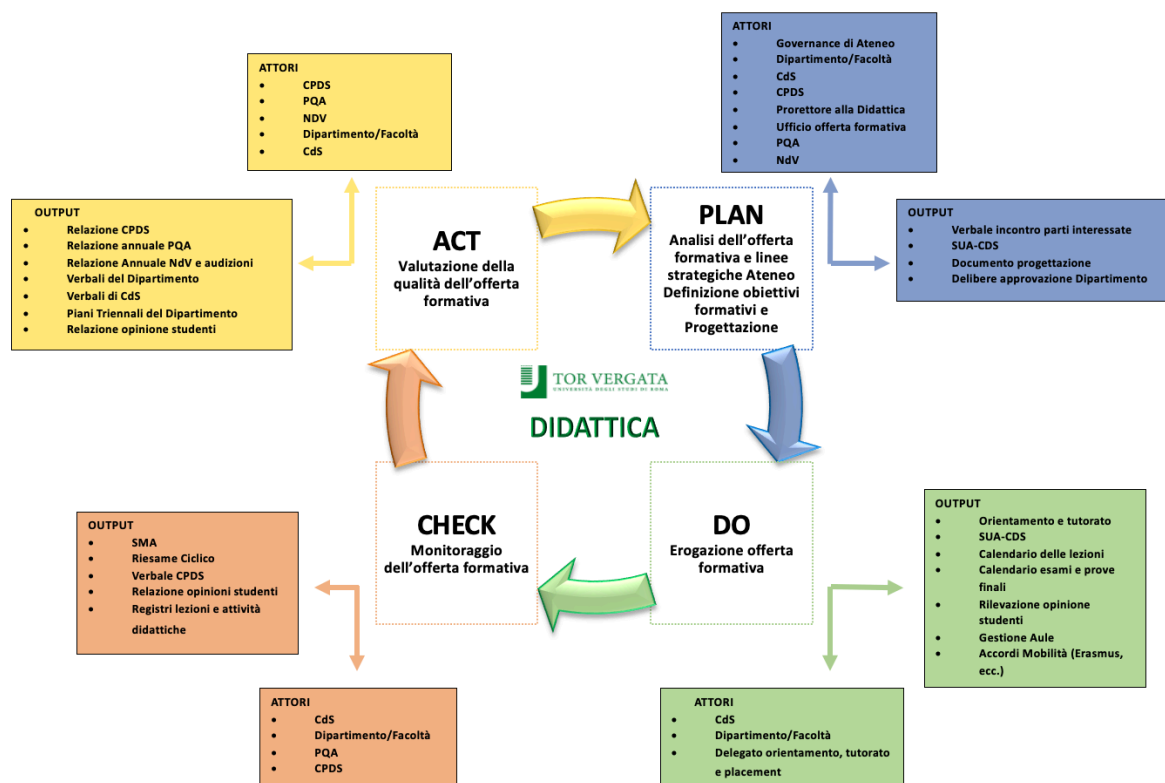 ATTORI
• CPDS
• PQA
• NDV
• Dipartimento/Facoltà
• CdS
ATTORI
• Governance di Ateneo
• Dipartimento/Facoltà
• CdS
• CPDS
• Prorettore alla Didattica
• Ufficio offerta formativa
• PQA
• NdV
OUTPUT
• Relazione CPDS
• Relazione annuale PQA
• Relazione Annuale NdV e audizioni
• Verbali del Dipartimento
• Verbali di CdS
• Piani Triennali del Dipartimento
• Relazione opinione studenti
ACT
Valutazione della
qualità dell'offerta
formativa
PLAN
Analisi dell'offerta
formativa e linee
strategiche Ateneo
Definizione obiettivi
formativi e
Progettazione
OUTPUT
• Verbale incontro parti interessate
• SUA-CDS
• Documento progettazione
• Delibere approvazione Dipartimento
TOR VERGATA
UNIVERSITÀ DEGLI STUDI DI ROMA
DIDATTICA
OUTPUT
• SMA
• Riesame Ciclico
• Verbale CPDS
• Relazione opinioni studenti
• Registri lezioni e attività
didattiche
CHECK
Monitoraggio
dell'offerta formativa
DO
Erogazione offerta
formativa
OUTPUT
• Orientamento e tutorato
• SUA-CDS
• Calendario delle lezioni
• Calendario esami e prove
finali
• Rilevazione opinione
studenti
• Gestione Aule
• Accordi Mobilità (Erasmus,
ecc.)
ATTORI
• CdS
• Dipartimento/Facoltà
• PQA
• CPDS
ATTORI
• CdS
• Dipartimento/Facoltà
• Delegato orientamento, tutorato
e placement